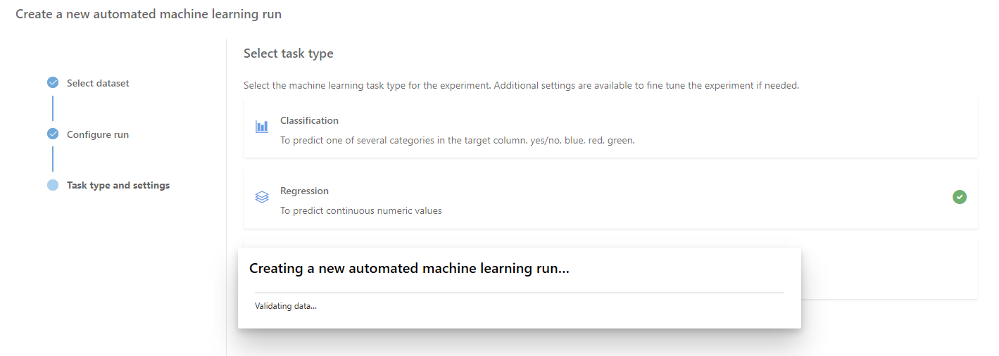 Create a new automated machine learning run
Select dataset
Configure run
Task type and settings
Select task type
Select the machine learning task type for the experiment. Additional settings are available to fine tune the experiment if needed.
Classification
To predict one of several categories in the target column. yes/no, blue, red, green.
Regression
To predict continuous numeric values
Creating a new automated machine learning run...
Validating data...